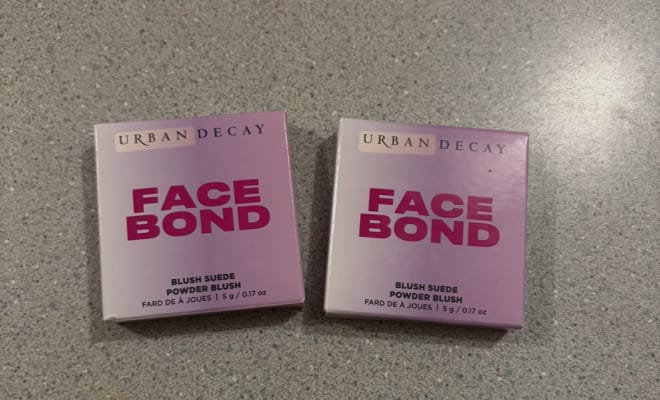 URBAN DECAY
FACE
BOND
BLUSH SUEDE
POWDER BLUSH
FARD DE À JOUES | 5 g / 0.17 oz
URBAN DECAY
FACE
BOND
BLUSH SUEDE
POWDER BLUSH
FARD DE À JOUES | 5 g / 0.17 oz